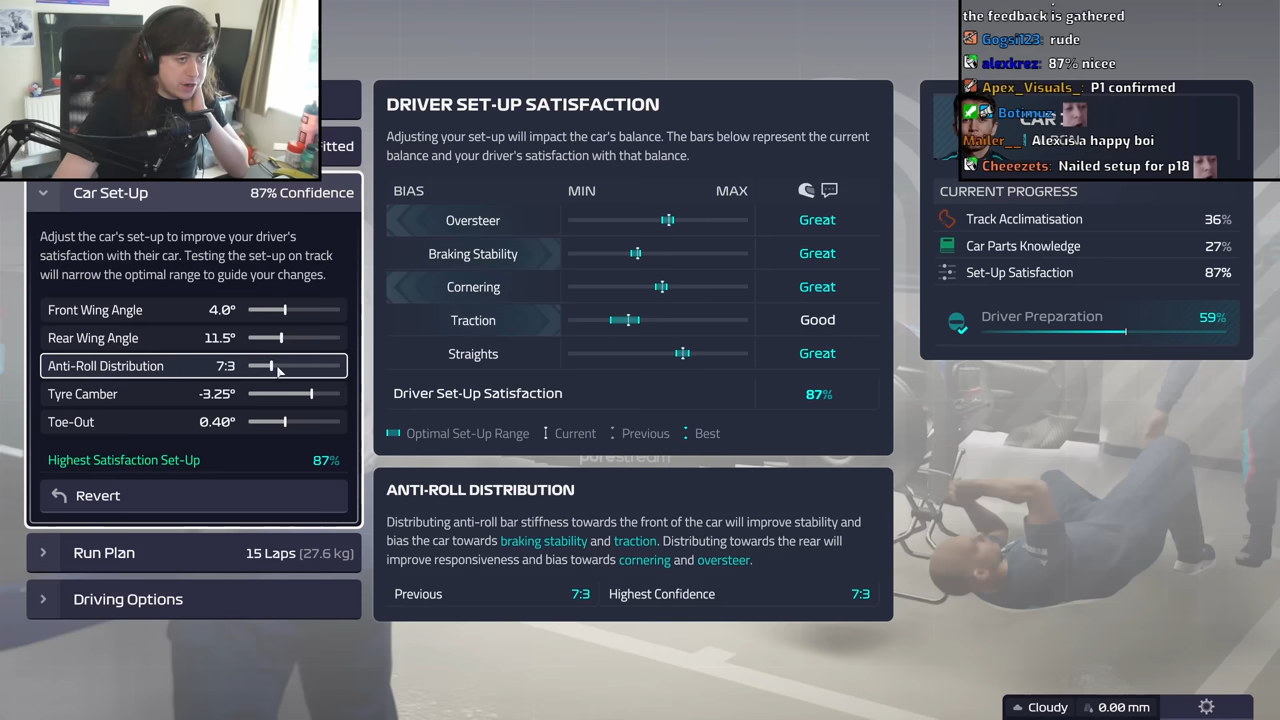 the feedback is gathered
Gogsi123: rude
alexkrez: 87% nicee
Apex_Visuals_: P1 confirmed
Botimuz:
Mailer__: Alex is a happy boi
Cheeezets: Nailed setup for p18
CAR
itted
Car Set-Up 87% Confidence
Adjust the car's set-up to improve your driver's
satisfaction with their car. Testing the set-up on track
will narrow the optimal range to guide your changes.
Front Wing Angle 4.0°
Rear Wing Angle 11.5°
Anti-Roll Distribution 7:3
Tyre Camber -3.25°
Toe-Out 0.40°
Highest Satisfaction Set-Up 87%
Revert
Run Plan 15 Laps (27.6 kg)
Driving Options
DRIVER SET-UP SATISFACTION
Adjusting your set-up will impact the car's balance. The bars below represent the current
balance and your driver's satisfaction with that balance.
BIAS MIN MAX
Oversteer Great
Braking Stability Great
Cornering Great
Traction Good
Straights Great
Driver Set-Up Satisfaction 87%
Optimal Set-Up Range Current Previous Best
ANTI-ROLL DISTRIBUTION
Distributing anti-roll bar stiffness towards the front of the car will improve stability and
bias the car towards braking stability and traction. Distributing towards the rear will
improve responsiveness and bias towards cornering and oversteer.
Previous 7:3 Highest Confidence 7:3
CURRENT PROGRESS
Track Acclimatisation 36%
Car Parts Knowledge 27%
Set-Up Satisfaction 87%
Driver Preparation 59%
Cloudy 0.00 mm